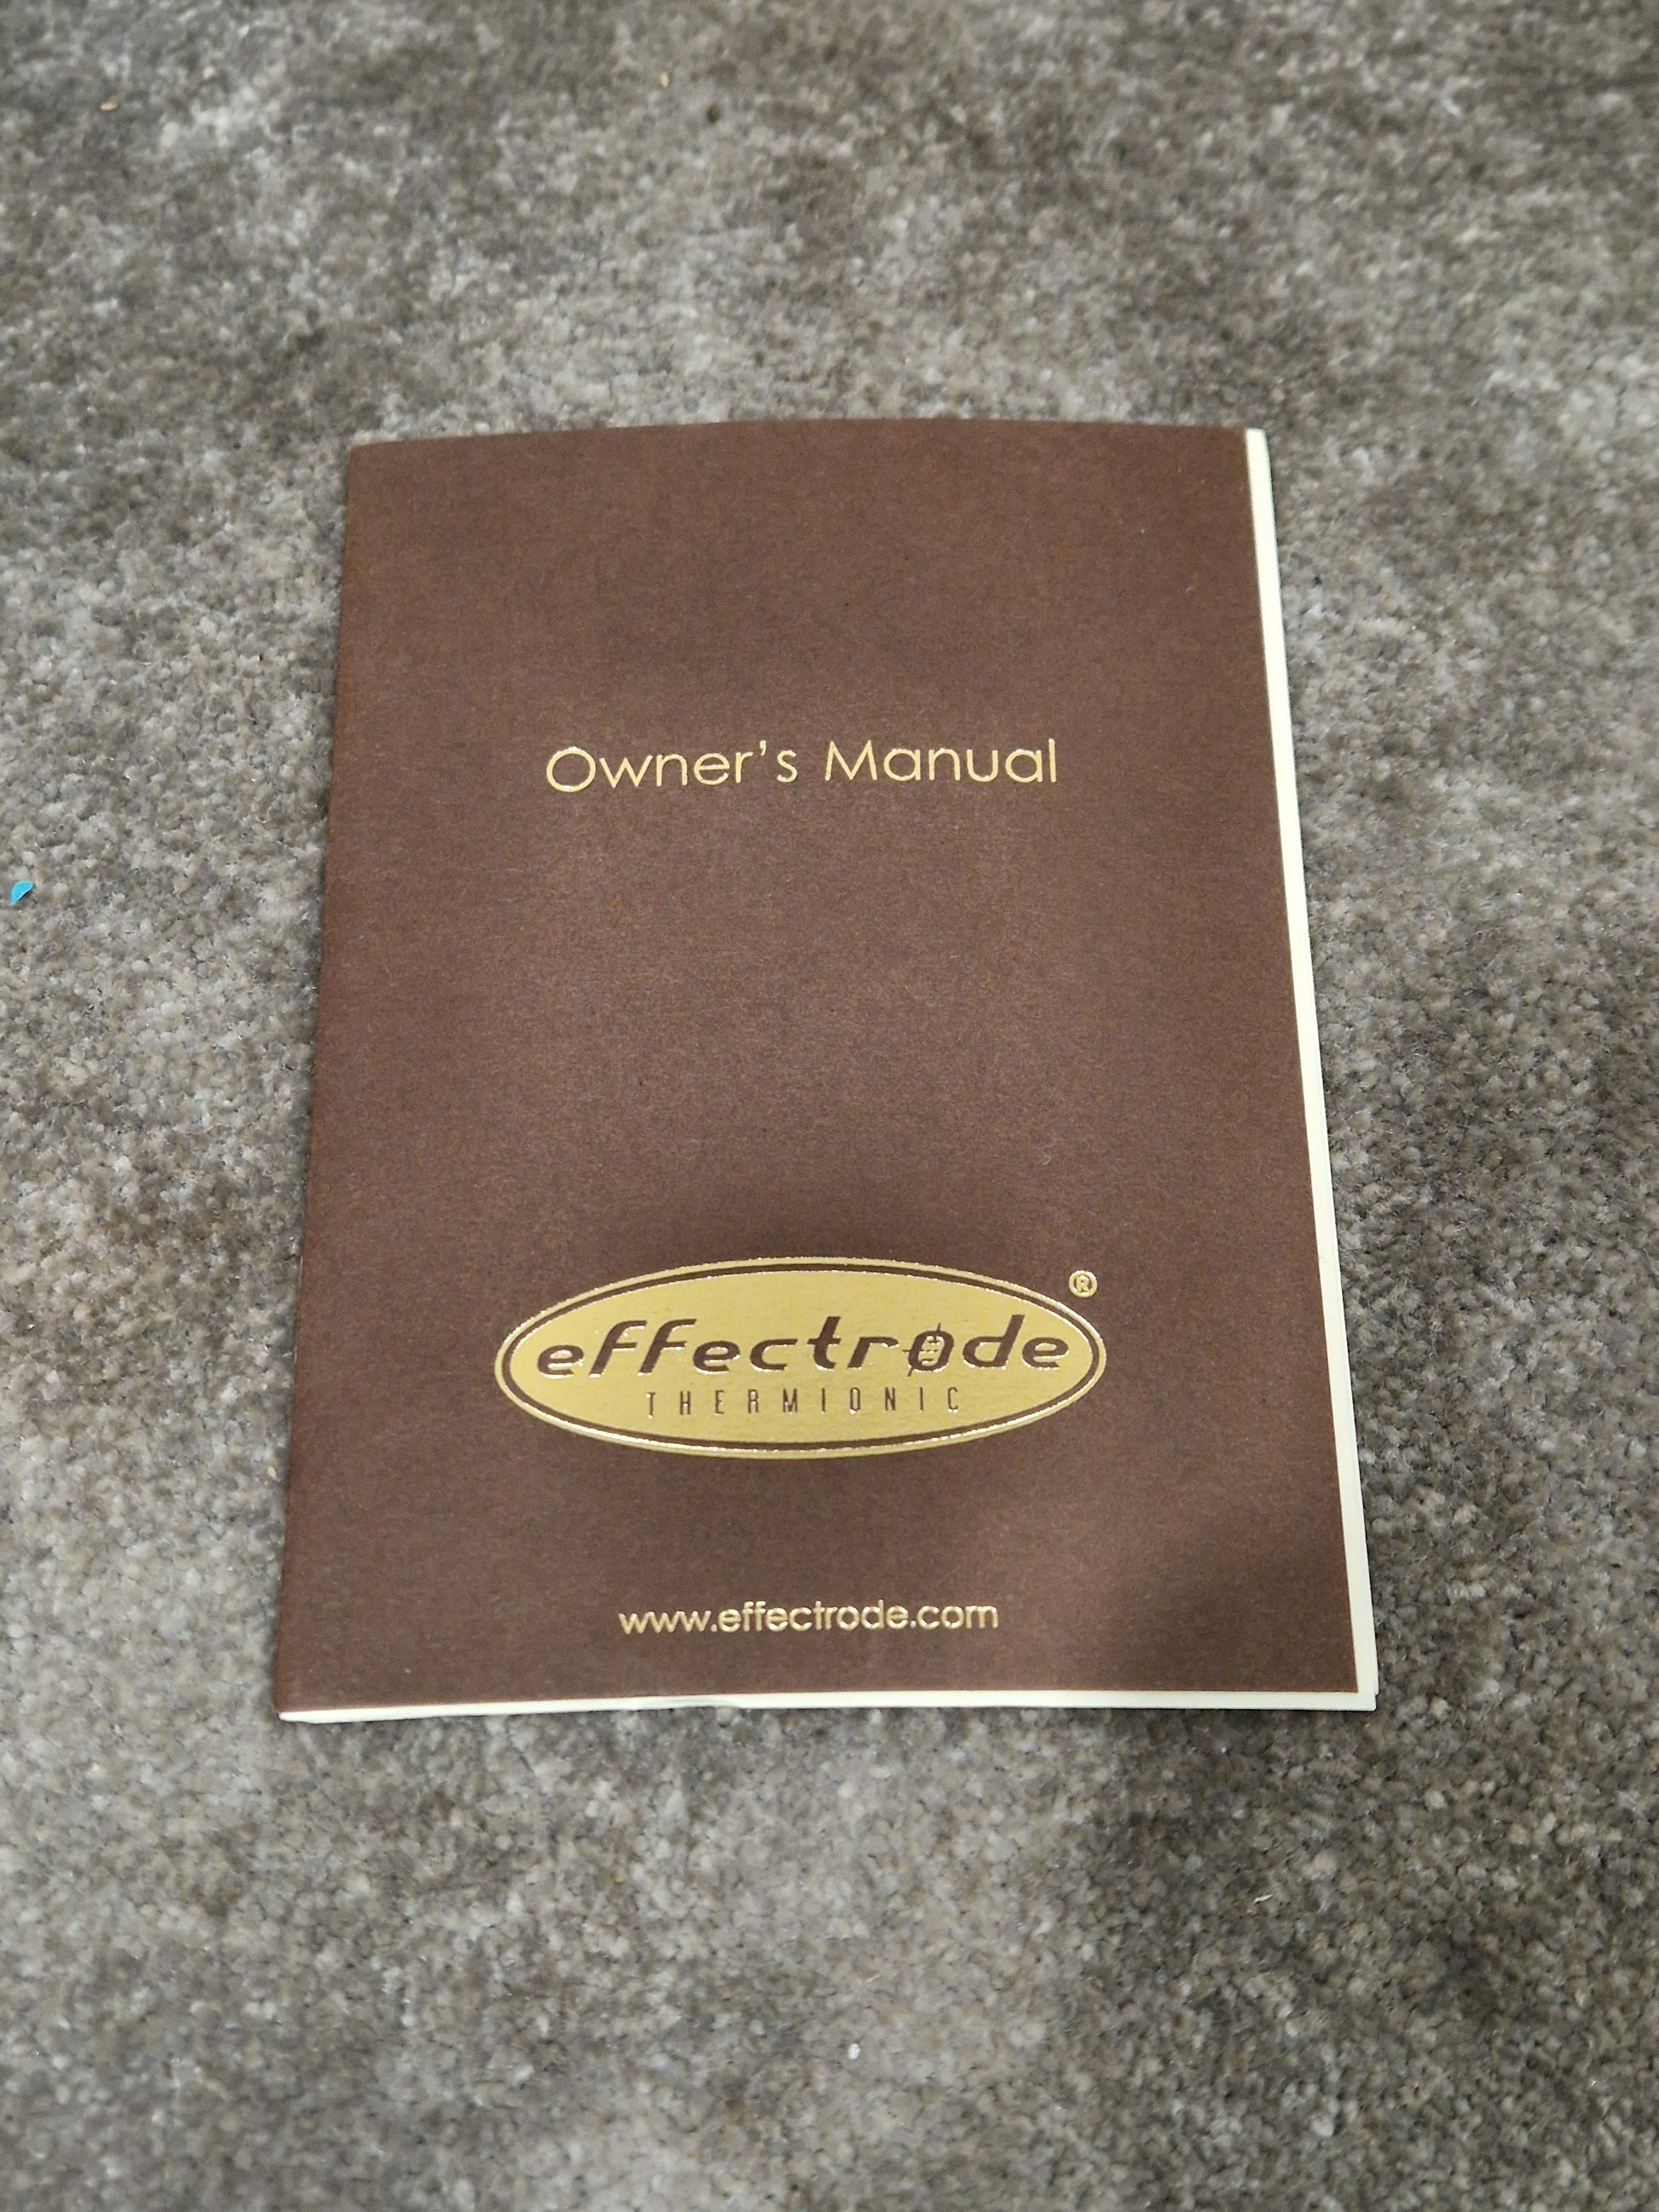 Owner's Manual
®
effectrode
THERMIONIC
www.effectrode.com